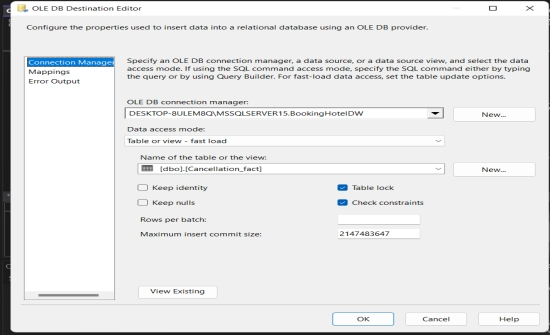 OLE DB Destination Editor
Configure the properties used to insert data into a relational database using an OLE DB provider.
Connection Manager
Mappings
Error Output
Specify an OLE DB connection manager, a data source, or a data source view, and select the data
access mode. If using the SQL command access mode, specify the SQL command either by typing
the query or by using Query Builder. For fast-load data access, set the table update options.
OLE DB connection manager:
DESKTOP-8ULEM8Q\MSSQLSERVER15.BookingHotelDW
New...
Data access mode:
Table or view - fast load
Name of the table or the view:
[dbo].[Cancellation_fact]
New...
Keep identity
Table lock
Keep nulls
Check constraints
Rows per batch:
Maximum insert commit size:
2147483647
View Existing
OK
Cancel
Help